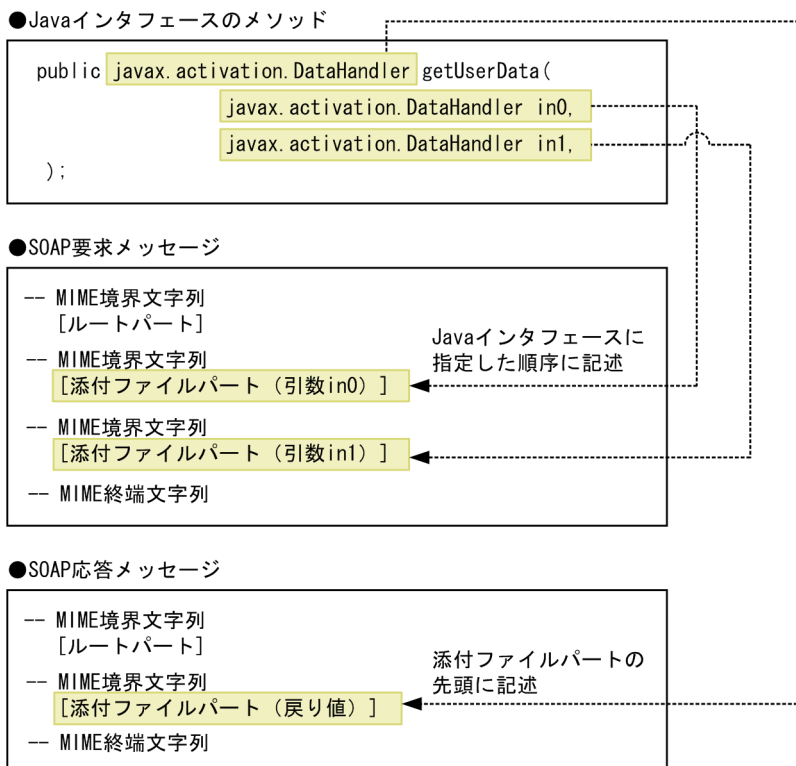 ●Javaインタフェースのメソッド
public javax.activation.DataHandler getUserData(
javax.activation.DataHandler in0,
javax.activation.DataHandler in1,
);
●SOAP要求メッセージ
-- MIME境界文字列
[ルートパート]
-- MIME境界文字列
[添付ファイルパート（引数in0）]
Javaインタフェースに
指定した順序に記述
-- MIME境界文字列
[添付ファイルパート（引数in1）]
-- MIME終端文字列
●SOAP応答メッセージ
-- MIME境界文字列
[ルートパート]
-- MIME境界文字列
[添付ファイルパート（戻り値）]
添付ファイルパートの
先頭に記述
-- MIME終端文字列